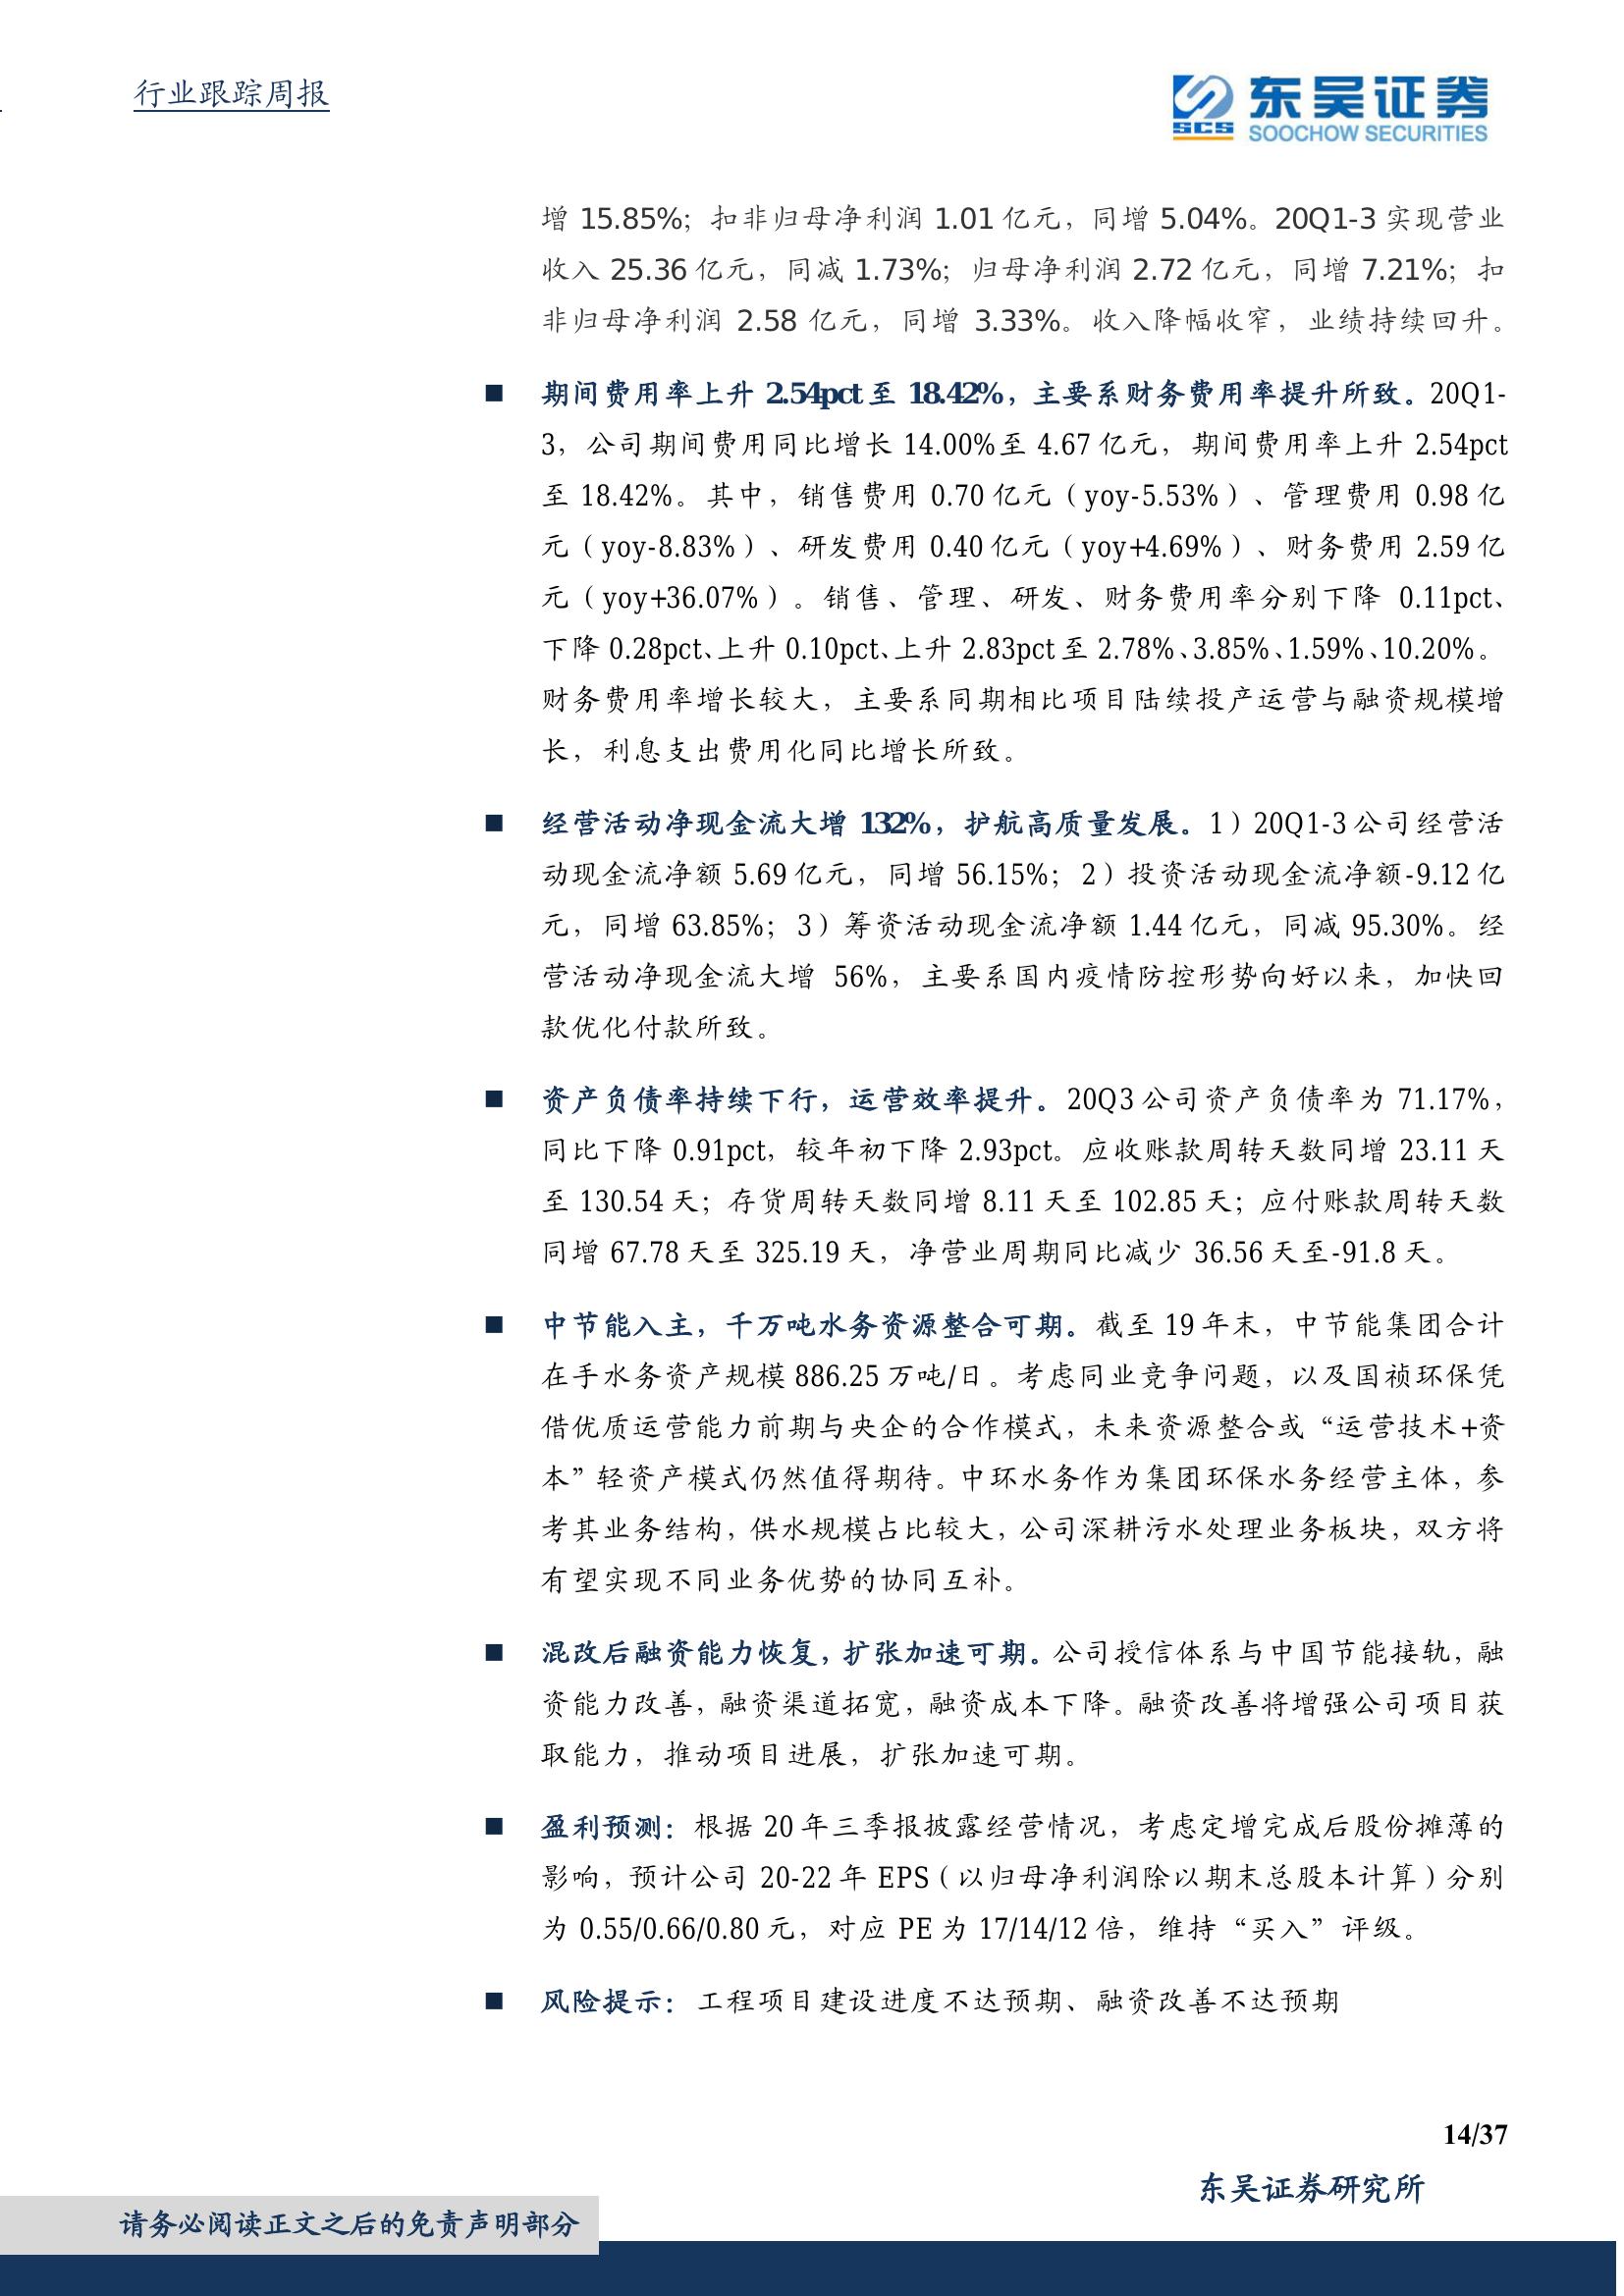 行业跟踪周报
SCS
东吴证券
SOOCHOW SECURITIES
增 15.85%；扣非归母净利润 1.01 亿元，同增 5.04%。20Q1-3 实现营业
收入 25.36 亿元，同减 1.73%；归母净利润 2.72 亿元，同增 7.21%；扣
非归母净利润 2.58 亿元，同增 3.33%。收入降幅收窄，业绩持续回升。
■ 期间费用率上升 2.54pct 至 18.42%，主要系财务费用率提升所致。20Q1-
3，公司期间费用同比增长 14.00%至 4.67 亿元，期间费用率上升 2.54pct
至 18.42%。其中，销售费用 0.70 亿元（yoy-5.53%）、管理费用 0.98 亿
元（yoy-8.83%）、研发费用 0.40 亿元（yoy+4.69%）、财务费用 2.59 亿
元（yoy+36.07%）。销售、管理、研发、财务费用率分别下降 0.11pct、
下降 0.28pct、上升 0.10pct、上升 2.83pct 至 2.78%、3.85%、1.59%、10.20%。
财务费用率增长较大，主要系同期相比项目陆续投产运营与融资规模增
长，利息支出费用化同比增长所致。
■ 经营活动净现金流大增 132%，护航高质量发展。1）20Q1-3 公司经营活
动现金流净额 5.69 亿元，同增 56.15%；2）投资活动现金流净额-9.12 亿
元，同增 63.85%；3）筹资活动现金流净额 1.44 亿元，同减 95.30%。经
营活动净现金流大增 56%，主要系国内疫情防控形势向好以来，加快回
款优化付款所致。
■ 资产负债率持续下行，运营效率提升。20Q3 公司资产负债率为 71.17%，
同比下降 0.91pct，较年初下降 2.93pct。应收账款周转天数同增 23.11 天
至 130.54 天；存货周转天数同增 8.11 天至 102.85 天；应付账款周转天数
同增 67.78 天至 325.19 天，净营业周期同比减少 36.56 天至-91.8 天。
■ 中节能入主，千万吨水务资源整合可期。截至 19 年末，中节能集团合计
在手水务资产规模 886.25 万吨/日。考虑同业竞争问题，以及国祯环保凭
借优质运营能力前期与央企的合作模式，未来资源整合或“运营技术+资
本”轻资产模式仍然值得期待。中环水务作为集团环保水务经营主体，参
考其业务结构，供水规模占比较大，公司深耕污水处理业务板块，双方将
有望实现不同业务优势的协同互补。
■ 混改后融资能力恢复，扩张加速可期。公司授信体系与中国节能接轨，融
资能力改善，融资渠道拓宽，融资成本下降。融资改善将增强公司项目获
取能力，推动项目进展，扩张加速可期。
■ 盈利预测：根据 20 年三季报披露经营情况，考虑定增完成后股份摊薄的
影响，预计公司 20-22 年 EPS（以归母净利润除以期末总股本计算）分别
为 0.55/0.66/0.80 元，对应 PE 为 17/14/12 倍，维持“买入”评级。
■ 风险提示：工程项目建设进度不达预期、融资改善不达预期
14/37
东吴证券研究所
请务必阅读正文之后的免责声明部分